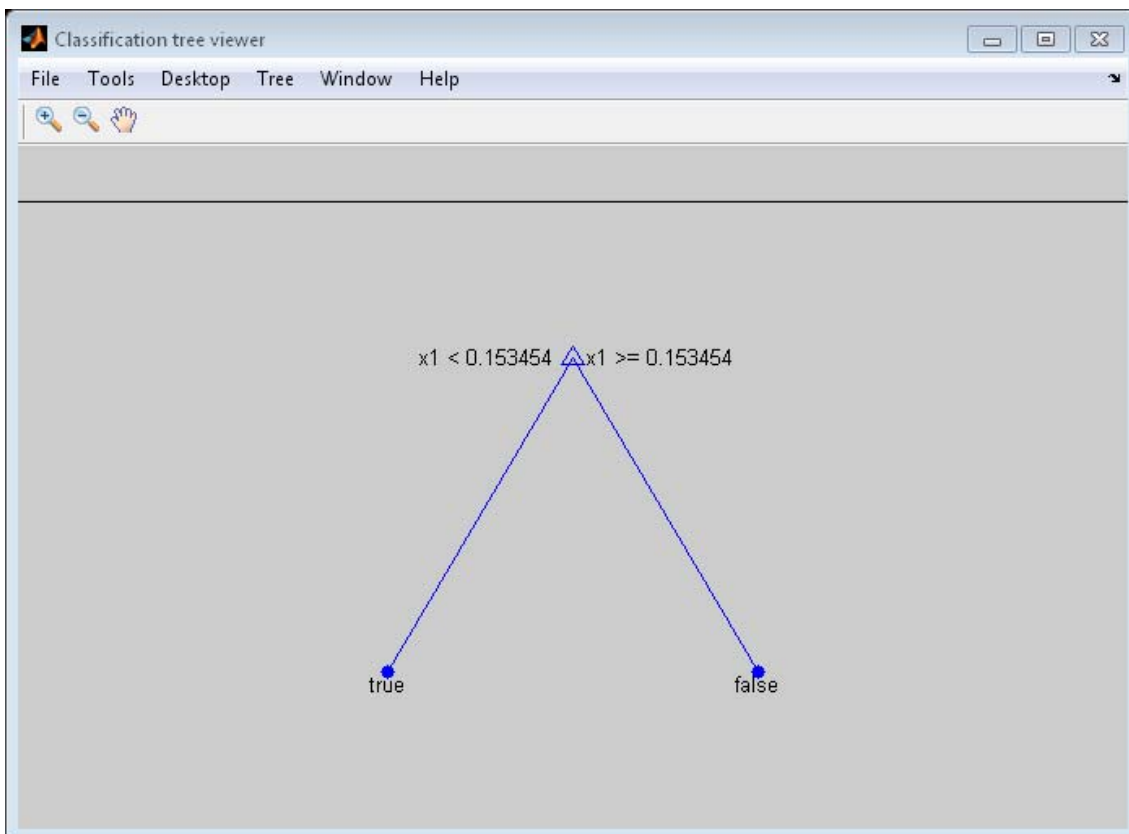 Classification tree viewer
File Tools Desktop Tree Window Help
x1 < 0.153454 x1 >= 0.153454
true false